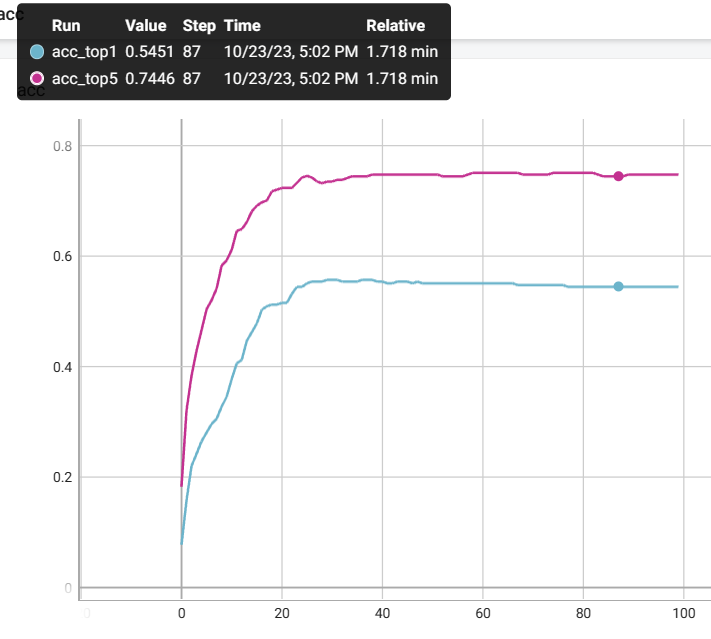 acc
Run Value Step Time Relative
acc_top1 0.5451 87 10/23/23, 5:02 PM 1.718 min
acc_top5 0.7446 87 10/23/23, 5:02 PM 1.718 min
acc
0.8
0.6
0.4
0.2
0
0 0 20 40 60 80 100